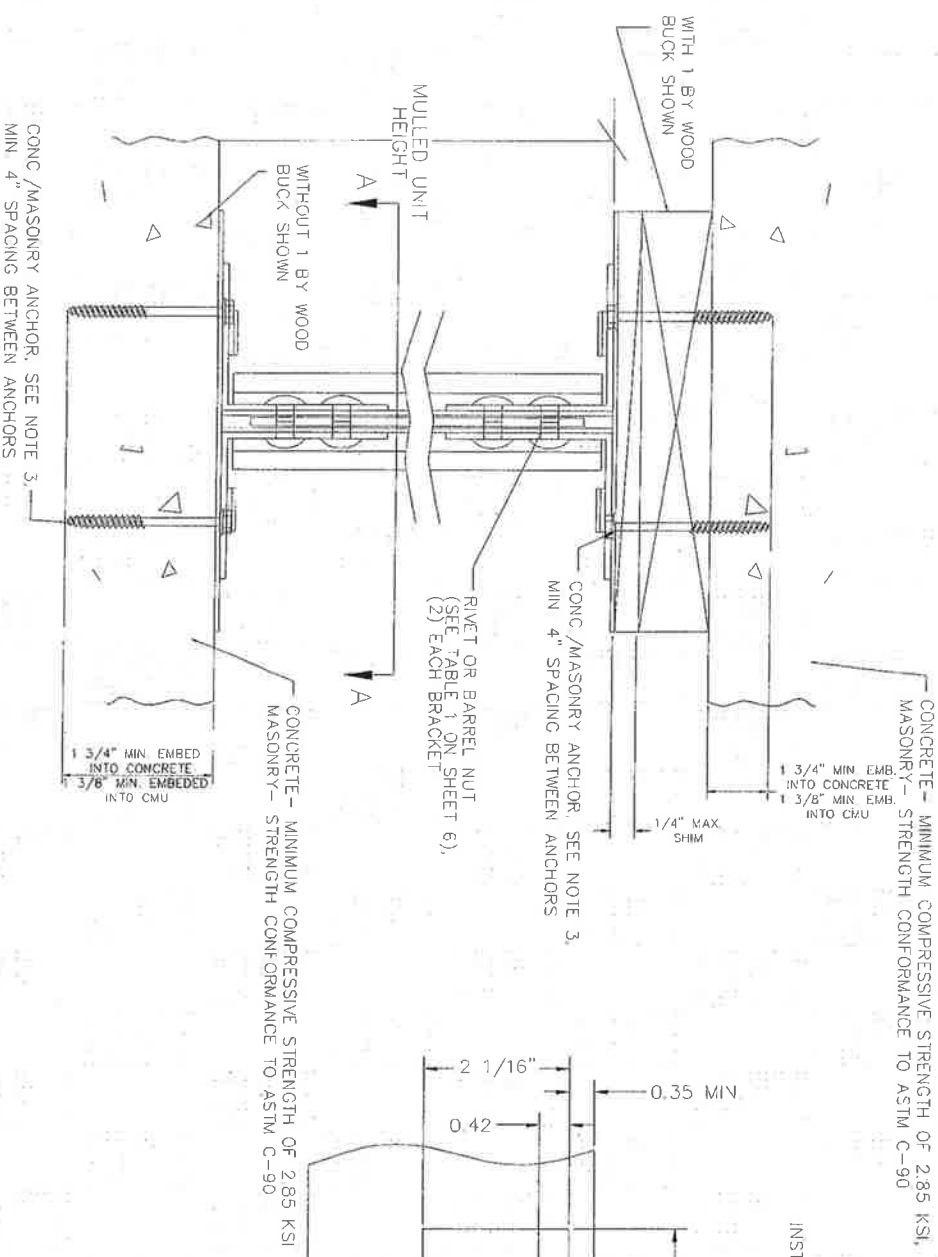 WITH 1 BY WOOD
BUCK SHOWN
CONCRETE- MINIMUM COMPRESSIVE STRENGTH OF 2.85 KSI,
MASONRY- STRENGTH CONFORMANCE TO ASTM C-90
1 3/4" MIN. EMB.
INTO CONCRETE
1 3/8" MIN. EMB.
INTO CMU
1/4" MAX
SHIM
MULLED UNIT
HEIGHT
CONC./MASONRY ANCHOR, SEE NOTE 3,
MIN 4" SPACING BETWEEN ANCHORS
RIVET OR BARREL NUT
(SEE TABLE 1 ON SHEET 6),
(2) EACH BRACKET
A
A
WITHOUT 1 BY WOOD
BUCK SHOWN
CONCRETE- MINIMUM COMPRESSIVE STRENGTH OF 2.85 KSI
MASONRY- STRENGTH CONFORMANCE TO ASTM C-90
1 3/4" MIN. EMBED
INTO CONCRETE
1 3/8" MIN. EMBEDED
INTO CMU
CONC /MASONRY ANCHOR, SEE NOTE 3,
MIN. 4" SPACING BETWEEN ANCHORS
2 1/16"
0.35 MIN
0.42
INST